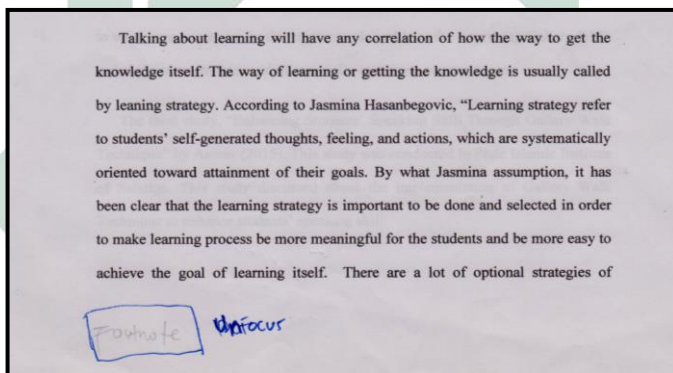 Talking about learning will have any correlation of how the way to get the
knowledge itself. The way of learning or getting the knowledge is usually called
by leaning strategy. According to Jasmina Hasanbegovic, “Learning strategy refer
to students’ self-generated thoughts, feeling, and actions, which are systematically
oriented toward attainment of their goals. By what Jasmina assumption, it has
been clear that the learning strategy is important to be done and selected in order
to make learning process be more meaningful for the students and be more easy to
achieve the goal of learning itself. There are a lot of optional strategies of
Footnote Unfocus